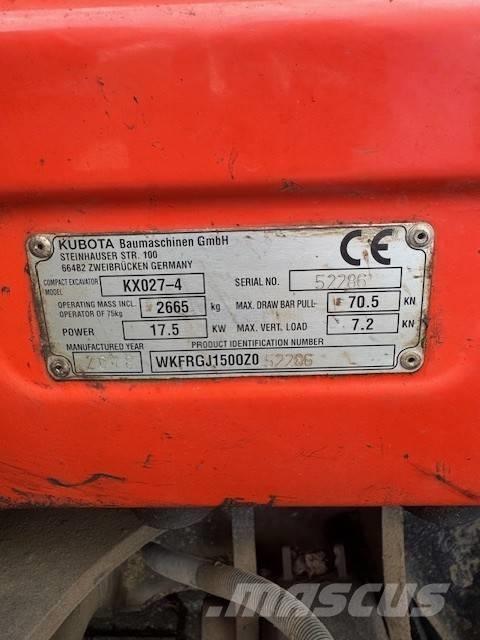 KUBOTA Baumaschinen GmbH
STEINHAUSER STR. 100
66482 ZWEIBRÜCKEN GERMANY
CE
COMPACT EXCAVATOR MODEL KX027-4
SERIAL NO. 52286
OPERATING MASS INCL. OPERATOR OF 75kg 2665 kg
MAX. DRAW BAR PULL 70.5 KN
POWER 17.5 KW
MAX. VERT. LOAD 7.2 KN
MANUFACTURED YEAR
PRODUCT IDENTIFICATION NUMBER
WKFRGJ1500Z0 52286
mascus